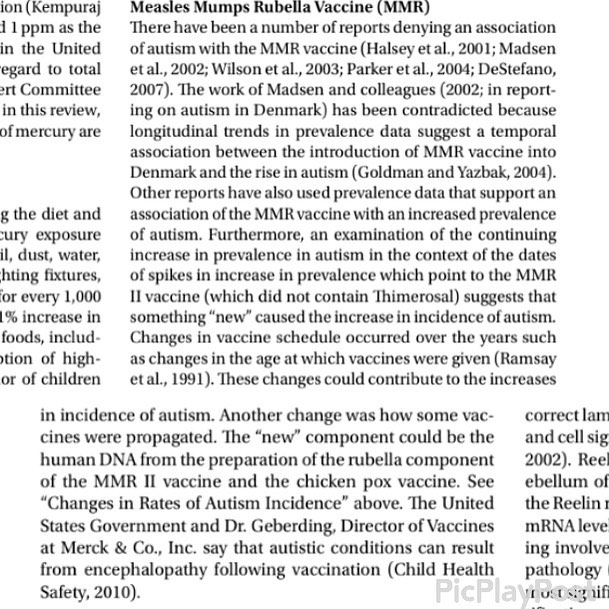 ion (Kempuraj
d 1 ppm as the
in the United
regard to total
ert Committee
in this review,
of mercury are
g the diet and
cury exposure
il, dust, water,
ghting fixtures,
for every 1,000
1% increase in
foods, includ-
ption of high-
or of children
Measles Mumps Rubella Vaccine (MMR)
There have been a number of reports denying an association
of autism with the MMR vaccine (Halsey et al., 2001; Madsen
et al., 2002; Wilson et al., 2003; Parker et al., 2004; DeStefano,
2007). The work of Madsen and colleagues (2002; in report-
ing on autism in Denmark) has been contradicted because
longitudinal trends in prevalence data suggest a temporal
association between the introduction of MMR vaccine into
Denmark and the rise in autism (Goldman and Yazbak, 2004).
Other reports have also used prevalence data that support an
association of the MMR vaccine with an increased prevalence
of autism. Furthermore, an examination of the continuing
increase in prevalence in autism in the context of the dates
of spikes in increase in prevalence which point to the MMR
II vaccine (which did not contain Thimerosal) suggests that
something “new” caused the increase in incidence of autism.
Changes in vaccine schedule occurred over the years such
as changes in the age at which vaccines were given (Ramsay
et al., 1991). These changes could contribute to the increases
in incidence of autism. Another change was how some vac-
cines were propagated. The “new” component could be the
human DNA from the preparation of the rubella component
of the MMR II vaccine and the chicken pox vaccine. See
“Changes in Rates of Autism Incidence” above. The United
States Government and Dr. Geberding, Director of Vaccines
at Merck & Co., Inc. say that autistic conditions can result
from encephalopathy following vaccination (Child Health
Safety, 2010).
correct lam
and cell sig
2002). Reel
ebellum of
the Reelin
mRNA level
ing involve
pathology (
most signifi
PicPlayPost